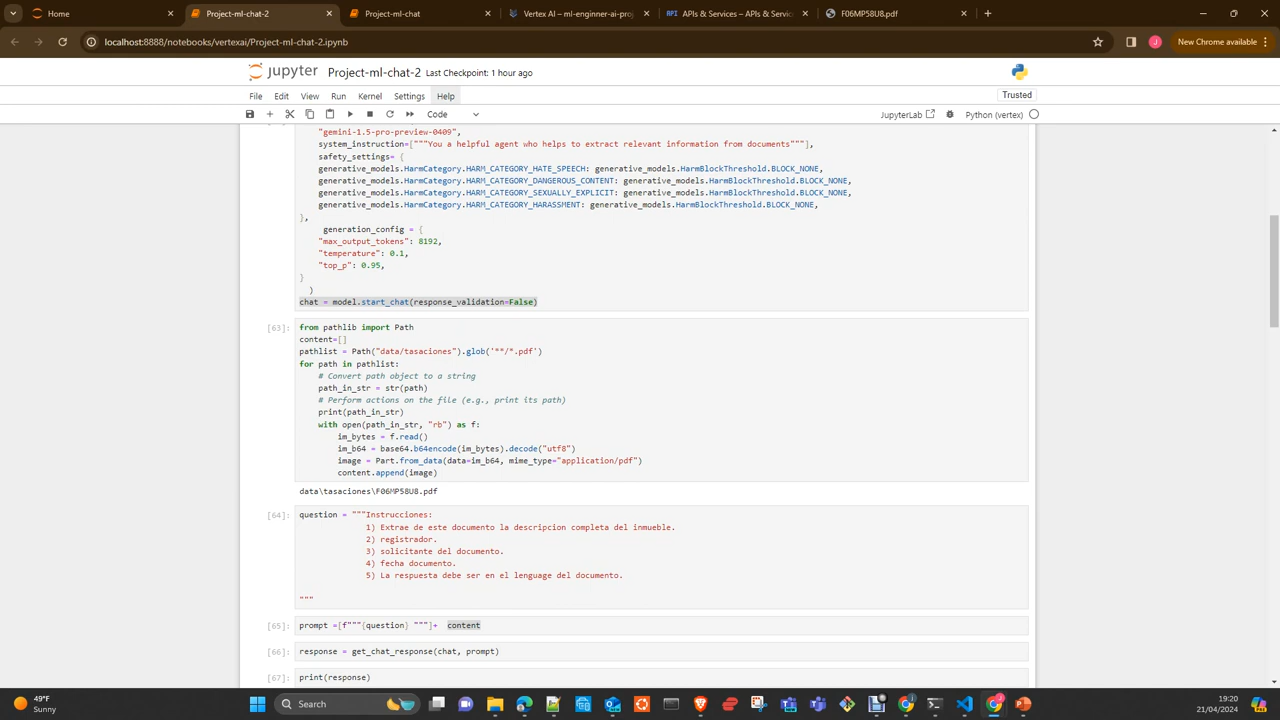 Home
Project-ml-chat-2
Project-ml-chat
Vertex AI – ml-enginner-ai-proj
API APIs & Services – APIs & Servic
F06MP58U8.pdf
localhost:8888/notebooks/vertexai/Project-ml-chat-2.ipynb
J
New Chrome available
jupyter Project-ml-chat-2 Last Checkpoint: 1 hour ago
File Edit View Run Kernel Settings Help
Trusted
Code
JupyterLab
Python (vertex)
"gemini-1.5-pro-preview-0409",
system_instruction=["""You a helpful agent who helps to extract relevant information from documents"""],
safety_settings= {
generative_models.HarmCategory.HARM_CATEGORY_HATE_SPEECH: generative_models.HarmBlockThreshold.BLOCK_NONE,
generative_models.HarmCategory.HARM_CATEGORY_DANGEROUS_CONTENT: generative_models.HarmBlockThreshold.BLOCK_NONE,
generative_models.HarmCategory.HARM_CATEGORY_SEXUALLY_EXPLICIT: generative_models.HarmBlockThreshold.BLOCK_NONE,
generative_models.HarmCategory.HARM_CATEGORY_HARASSMENT: generative_models.HarmBlockThreshold.BLOCK_NONE,
},
generation_config = {
"max_output_tokens": 8192,
"temperature": 0.1,
"top_p": 0.95,
}
)
chat = model.start_chat(response_validation=False)
[63]: from pathlib import Path
content=[]
pathlist = Path("data/tasaciones").glob('**/*.pdf')
for path in pathlist:
# Convert path object to a string
path_in_str = str(path)
# Perform actions on the file (e.g., print its path)
print(path_in_str)
with open(path_in_str, "rb") as f:
im_bytes = f.read()
im_b64 = base64.b64encode(im_bytes).decode("utf8")
image = Part.from_data(data=im_b64, mime_type="application/pdf")
content.append(image)
data\tasaciones\F06MP58U8.pdf
[64]: question = """Instrucciones:
1) Extrae de este documento la descripcion completa del inmueble.
2) registrador.
3) solicitante del documento.
4) fecha documento.
5) La respuesta debe ser en el lenguage del documento.
"""
[65]: prompt =[f"""{question} """]+ content
[66]: response = get_chat_response(chat, prompt)
[67]: print(response)
49°F
Sunny
Search
19:20
21/04/2024